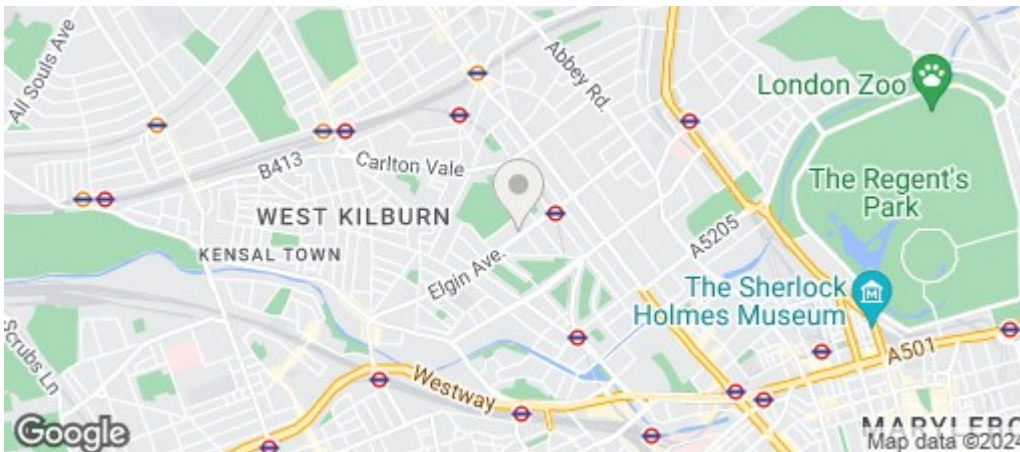 All Souls Ave
Abbey Rd.
London Zoo
B413
Carlton Vale
The Regent's
Park
WEST KILBURN
KENSAL TOWN
A5205
Elgin Ave.
The Sherlock
Holmes Museum
Scrubs Ln
A501
Westway
MARYLEBO
Google
Map data ©2024